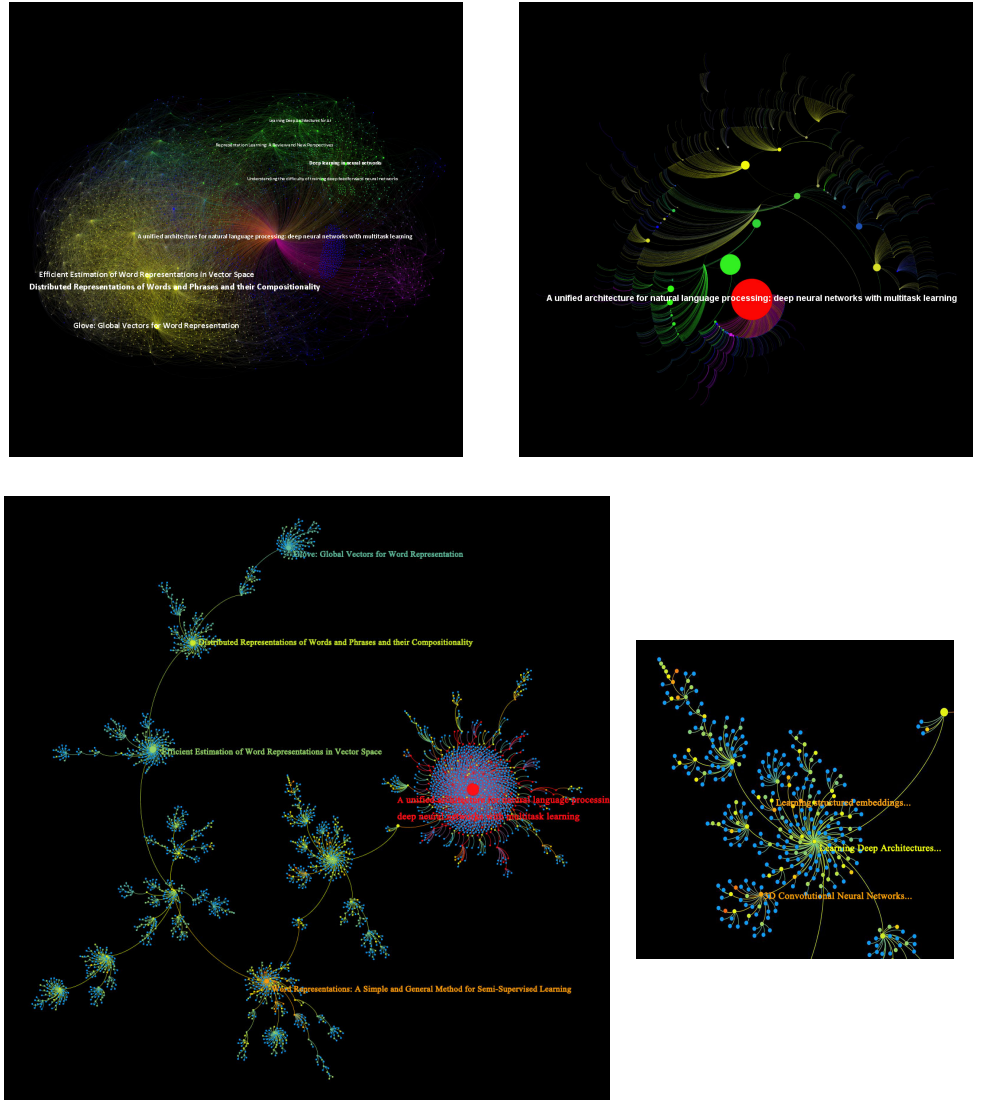 Learning Deep Architectures for AI
Representation Learning: A Review and New Perspectives
Deep learning in neural networks
Understanding the difficulty of training deep feedforward neural networks
A unified architecture for natural language processing: deep neural networks with multitask learning
Efficient Estimation of Word Representations in Vector Space
Distributed Representations of Words and Phrases and their Compositionality
Glove: Global Vectors for Word Representation
A unified architecture for natural language processing: deep neural networks with multitask learning
Glove: Global Vectors for Word Representation
Distributed Representations of Words and Phrases and their Compositionality
Efficient Estimation of Word Representations in Vector Space
A unified architecture for natural language processin
deep neural networks with multitask learning
Word Representations: A Simple and General Method for Semi-Supervised Learning
Learning structured embeddings...
Learning Deep Architectures...
3D Convolutional Neural Networks...